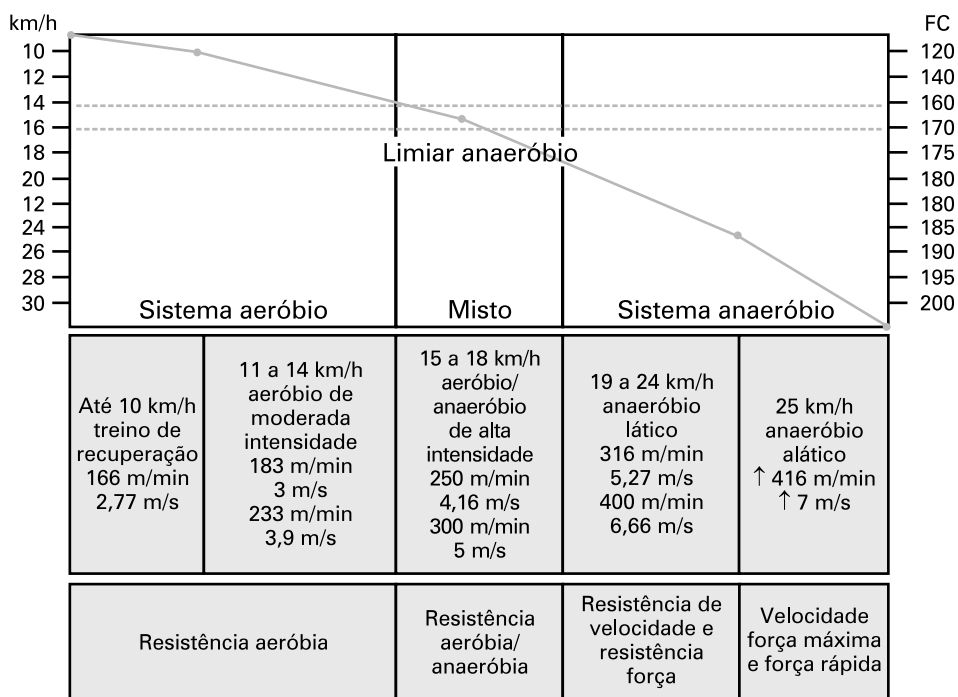 km/h
FC
10
12
14
16
18
20
12
24
26
28
30
120
140
160
170
175
180
180
185
190
195
200
Limiar anaeróbio
Sistema aeróbio
Misto
Sistema anaeróbio
Até 10 km/h
treino de
recuperação
166 m/min
2,77 m/s
11 a 14 km/h
aeróbio de
moderada
intensidade
183 m/min
3 m/s
233 m/min
3,9 m/s
15 a 18 km/h
aeróbio/
anaeróbio
de alta
intensidade
250 m/min
4,16 m/s
300 m/min
5 m/s
19 a 24 km/h
anaeróbio
lático
316 m/min
5,27 m/s
400 m/min
6,66 m/s
25 km/h
anaeróbio
alático
↑ 416 m/min
↑ 7 m/s
Resistência aeróbia
Resistência
aeróbia/
anaeróbia
Resistência de
velocidade e
resistência
força
Velocidade
força máxima
e força rápida